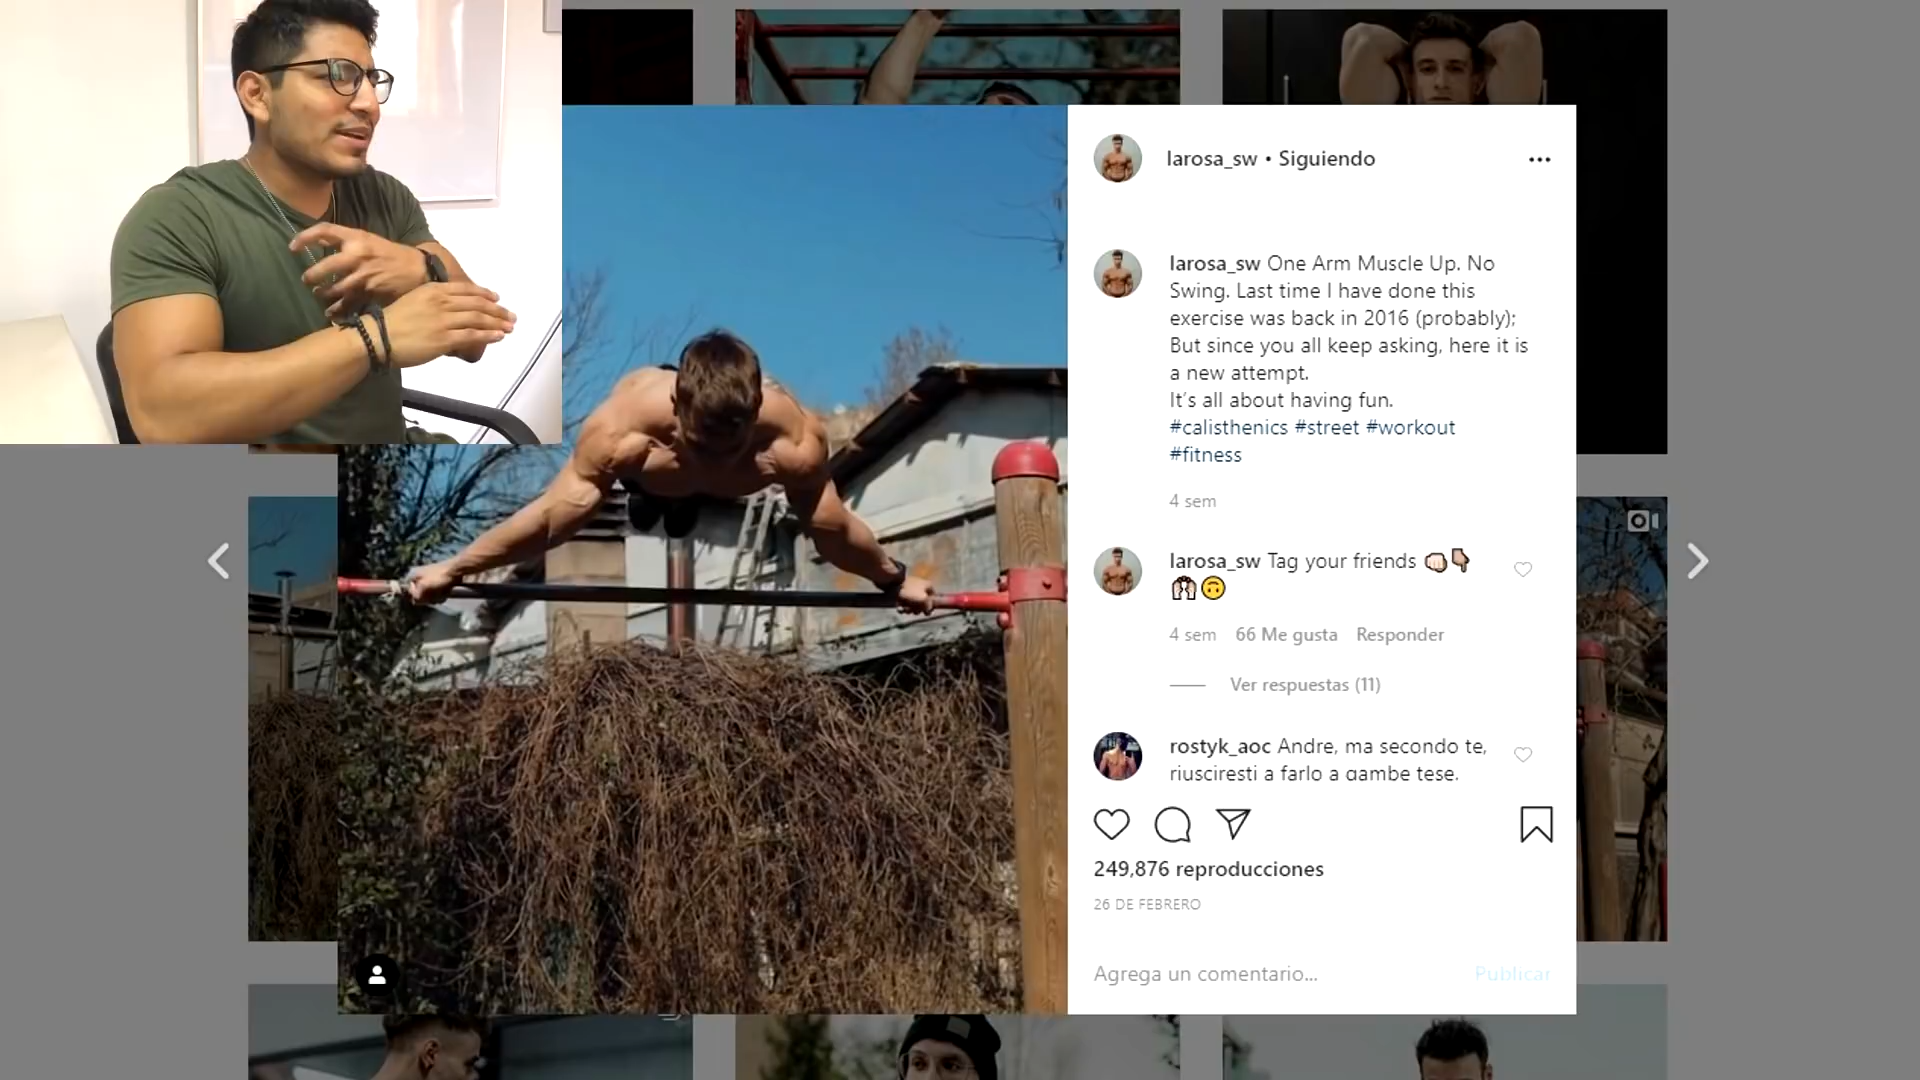 larosa_sw • Siguiendo
larosa_sw One Arm Muscle Up. No
Swing. Last time I have done this
exercise was back in 2016 (probably);
But since you all keep asking, here it is
a new attempt.
It's all about having fun.
#calisthenics #street #workout
#fitness
4 sem
larosa_sw Tag your friends 👊👇
🙌🙃
4 sem 66 Me gusta Responder
Ver respuestas (11)
rostyk_aoc Andre, ma secondo te,
riusciresti a farlo a gambe tese.
249,876 reproducciones
26 DE FEBRERO
Agrega un comentario... Publicar